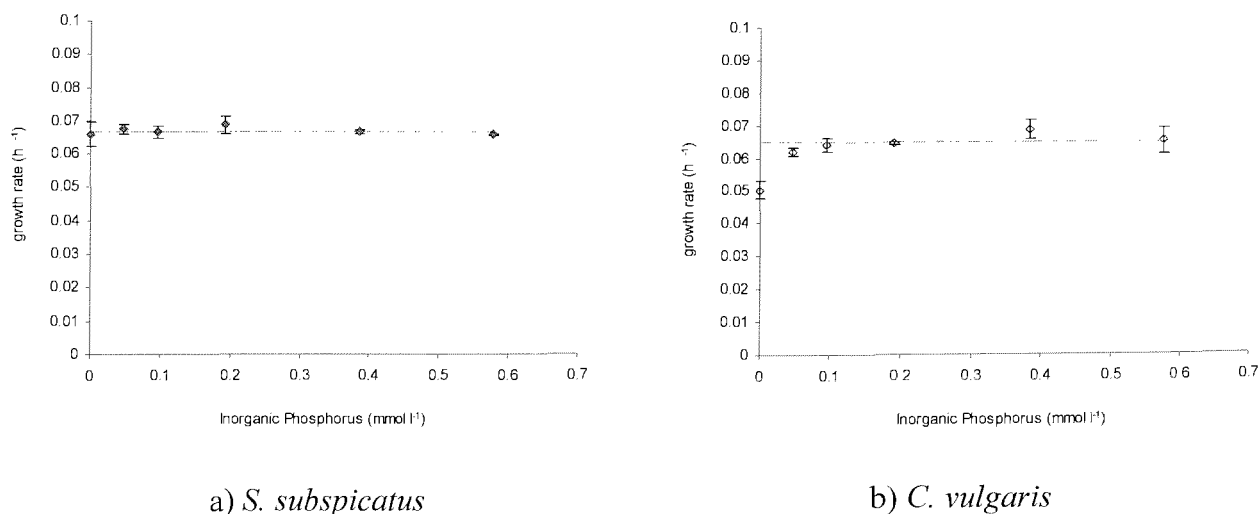 0.1
0.09
0.08
0.07
0.06
0.05
0.04
0.03
0.02
0.01
0
growth rate (h ⁻¹)
0 0.1 0.2 0.3 0.4 0.5 0.6 0.7
Inorganic Phosphorus (mmol l⁻¹)
a) S. subspicatus
0.1
0.09
0.08
0.07
0.06
0.05
0.04
0.03
0.02
0.01
0
growth rate (h ⁻¹)
0 0.1 0.2 0.3 0.4 0.5 0.6 0.7
Inorganic Phosphorus (mmol l⁻¹)
b) C. vulgaris